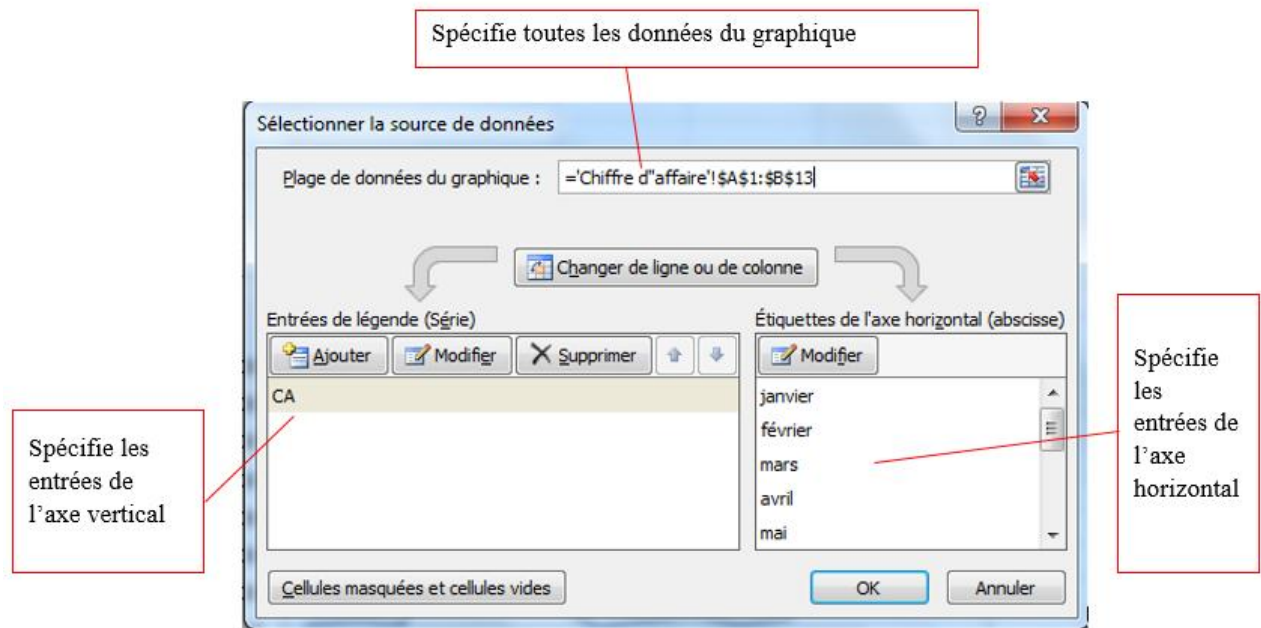 Spécifie toutes les données du graphique
Sélectionner la source de données
Plage de données du graphique :
='Chiffre d''affaire'!$A$1:$B$13
Changer de ligne ou de colonne
Entrées de légende (Série)
Ajouter
Modifier
Supprimer
CA
Étiquettes de l'axe horizontal (abscisse)
Modifier
janvier
février
mars
avril
mai
Spécifie les
entrées de
l’axe vertical
Spécifie
les
entrées de
l’axe
horizontal
Cellules masquées et cellules vides
OK
Annuler